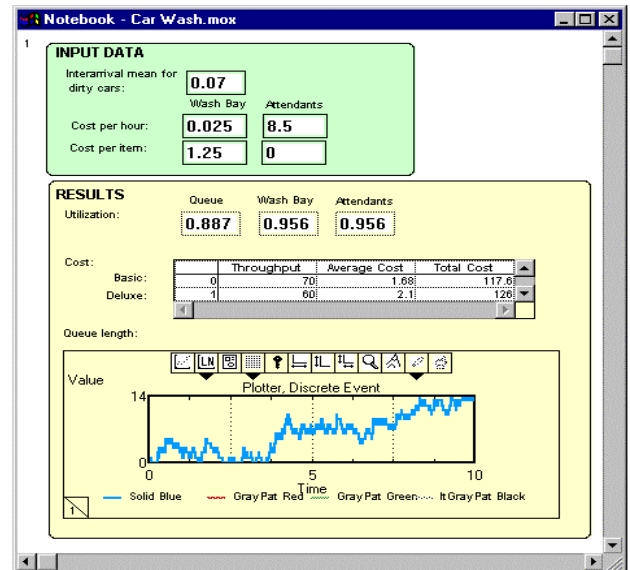 Notebook - Car Wash.mox
1
INPUT DATA
Interarrival mean for
dirty cars:
0.07
Wash Bay Attendants
Cost per hour: 0.025 8.5
Cost per item: 1.25 0
RESULTS
Queue Wash Bay Attendants
Utilization: 0.887 0.956 0.956
Cost:
Throughput Average Cost Total Cost
Basic: 0 70 1.68 117.6
Deluxe: 1 60 2.1 126
Queue length:
LN
Value
Plotter, Discrete Event
14
0
0 5 10
Time
Solid Blue Gray Pat Red Gray Pat Green ltGray Pat Black
1